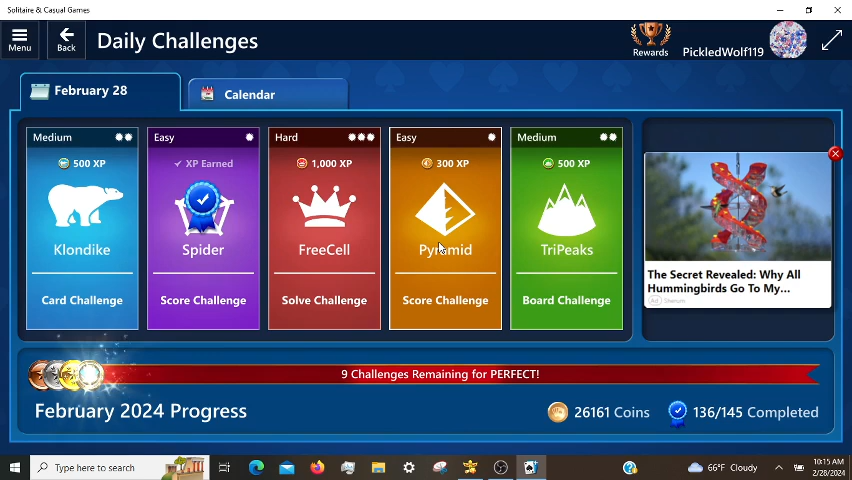 Solitaire & Casual Games
Menu
Back
Daily Challenges
Rewards
PickledWolf119
February 28
Calendar
Medium
500 XP
Klondike
Card Challenge
Easy
XP Earned
Spider
Score Challenge
Hard
1,000 XP
FreeCell
Solve Challenge
Easy
300 XP
Pyramid
Score Challenge
Medium
500 XP
TriPeaks
Board Challenge
The Secret Revealed: Why All
Hummingbirds Go To My...
Ad Sherum
9 Challenges Remaining for PERFECT!
February 2024 Progress
26161 Coins
136/145 Completed
Type here to search
66°F Cloudy
10:15 AM
2/28/2024